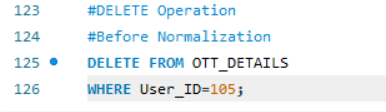 123 #DELETE Operation
124 #Before Normalization
125 DELETE FROM OTT_DETAILS
126 WHERE User_ID=105;